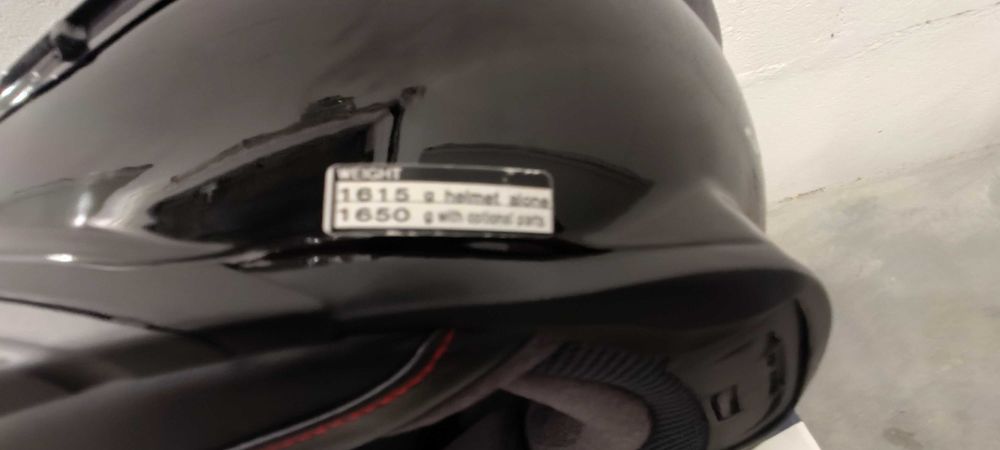 WEIGHT
1615 g helmet alone
1650 g with optional parts